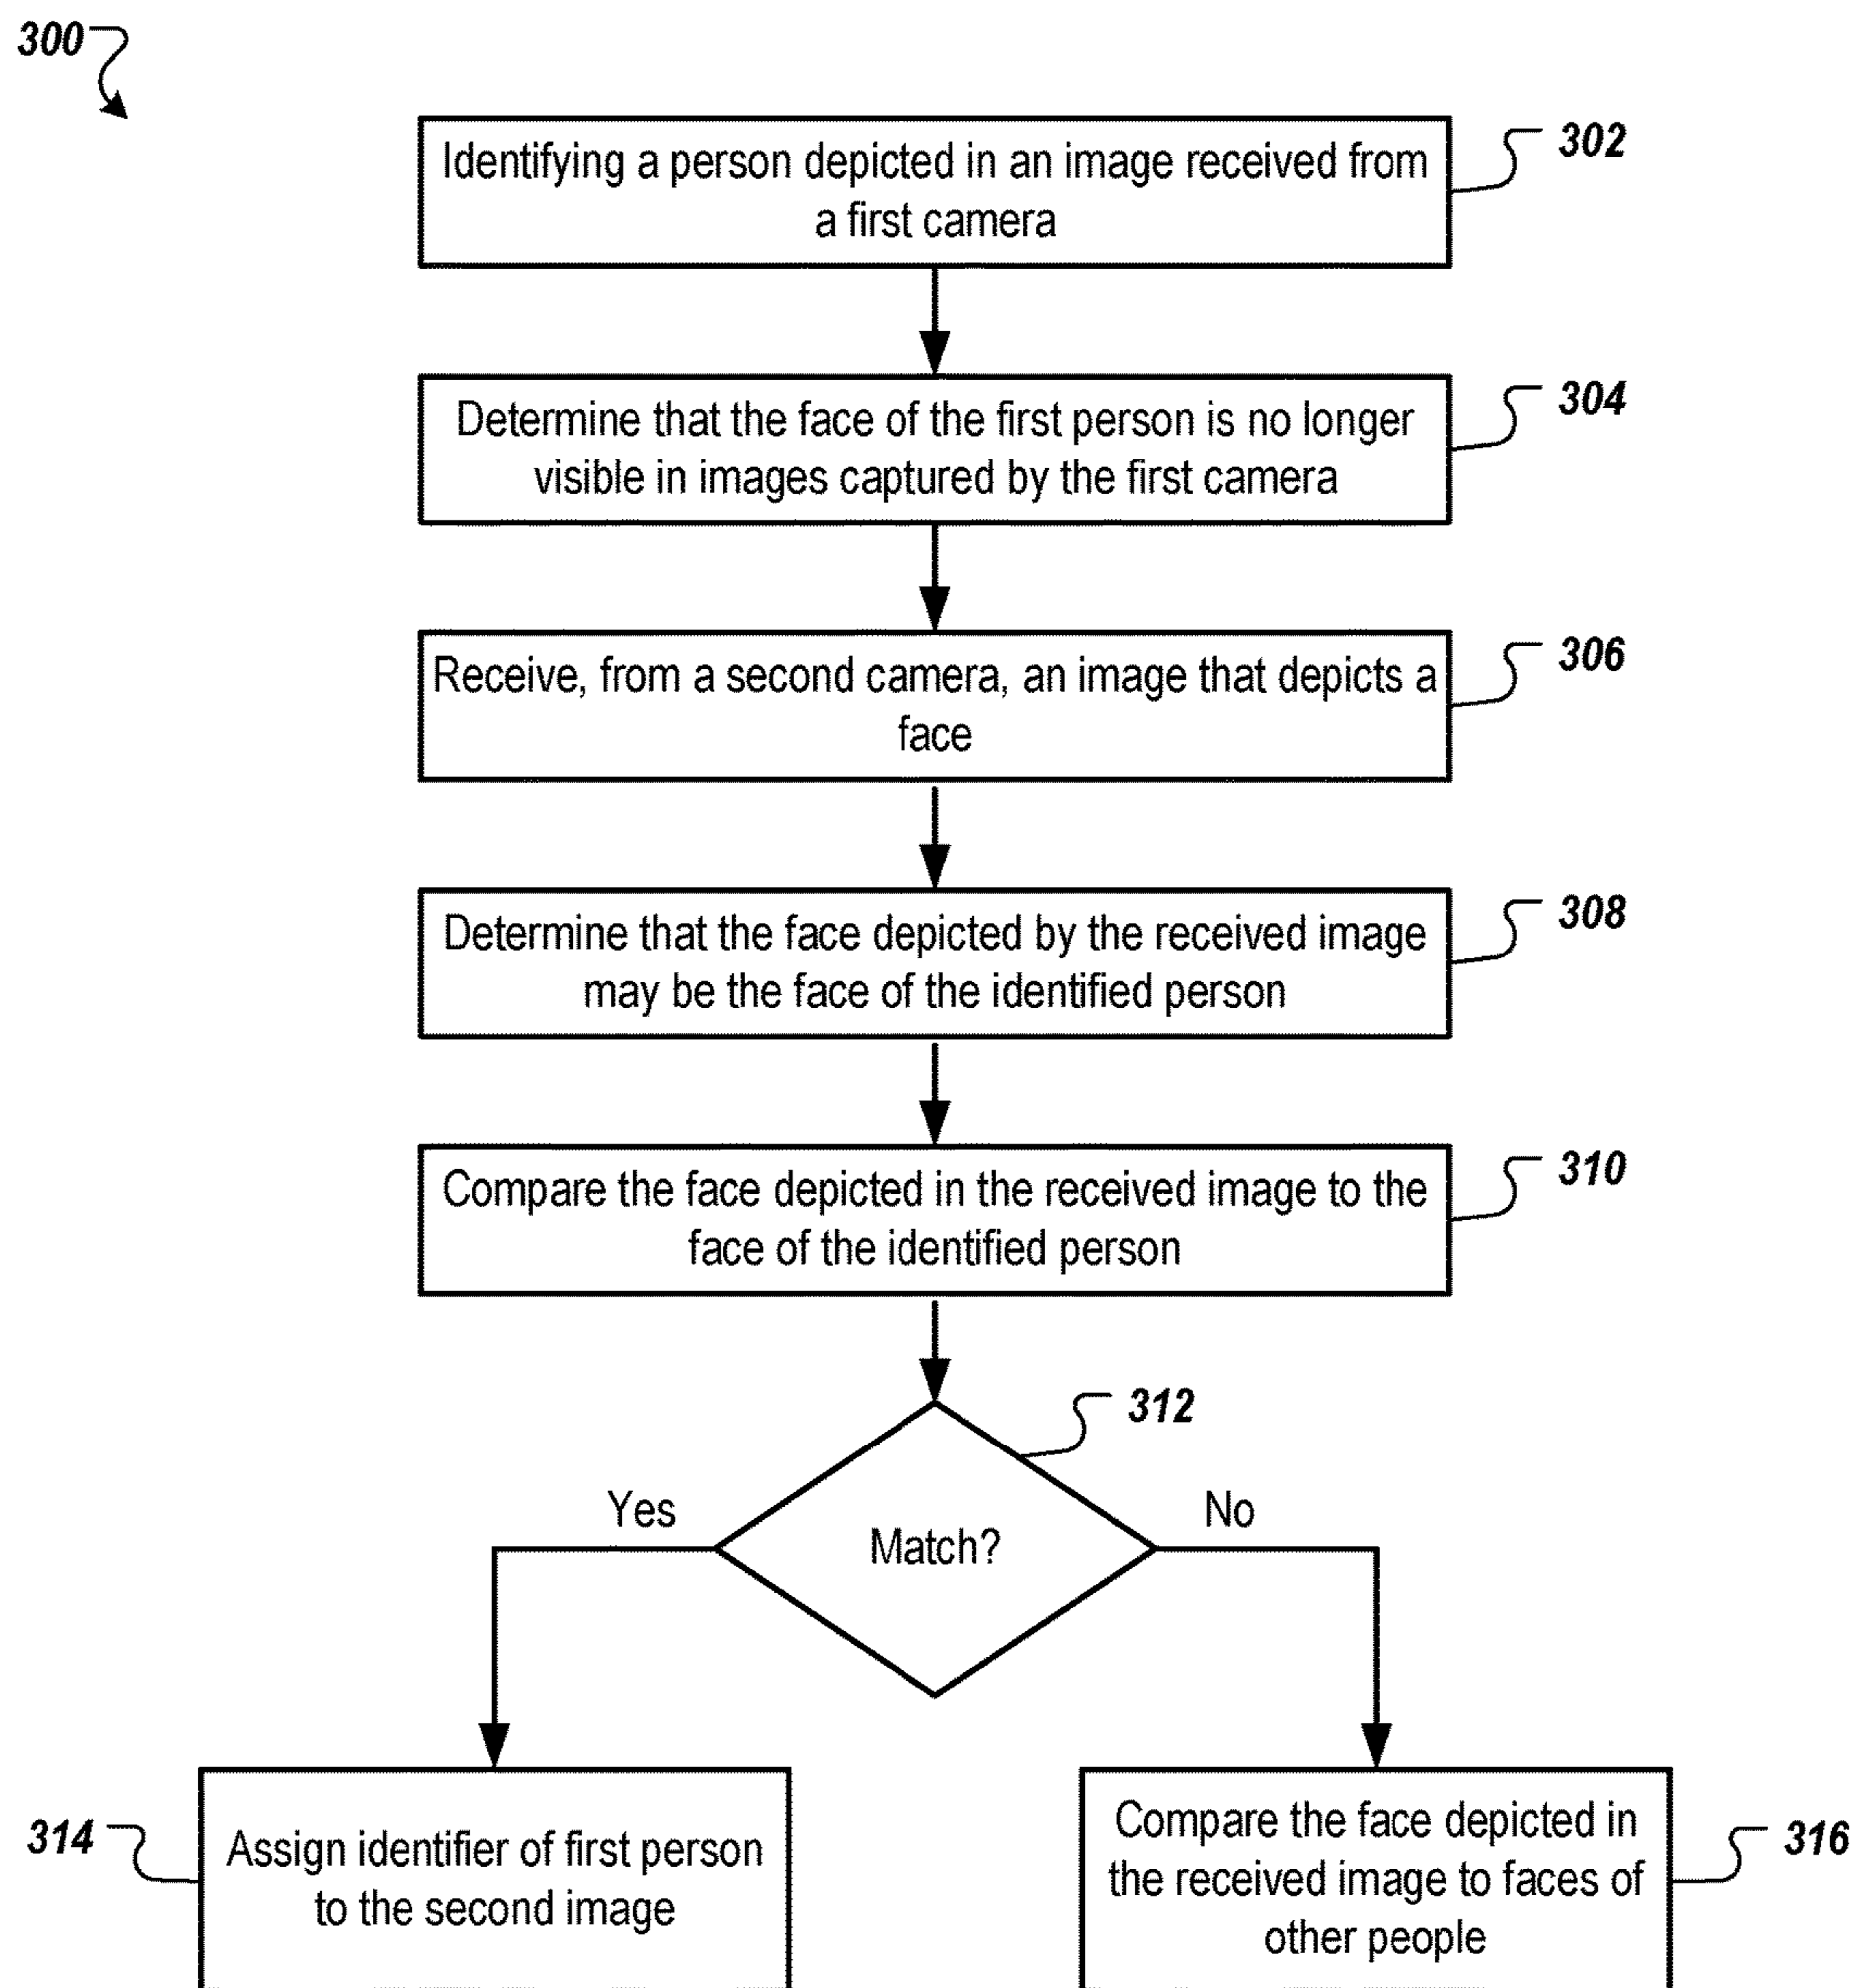 300
Identifying a person depicted in an image received from
a first camera
302
Determine that the face of the first person is no longer
visible in images captured by the first camera
304
Receive, from a second camera, an image that depicts a
face
306
Determine that the face depicted by the received image
may be the face of the identified person
308
Compare the face depicted in the received image to the
face of the identified person
310
312
Yes
Match?
No
314
Assign identifier of first person
to the second image
Compare the face depicted in
the received image to faces of
other people
316